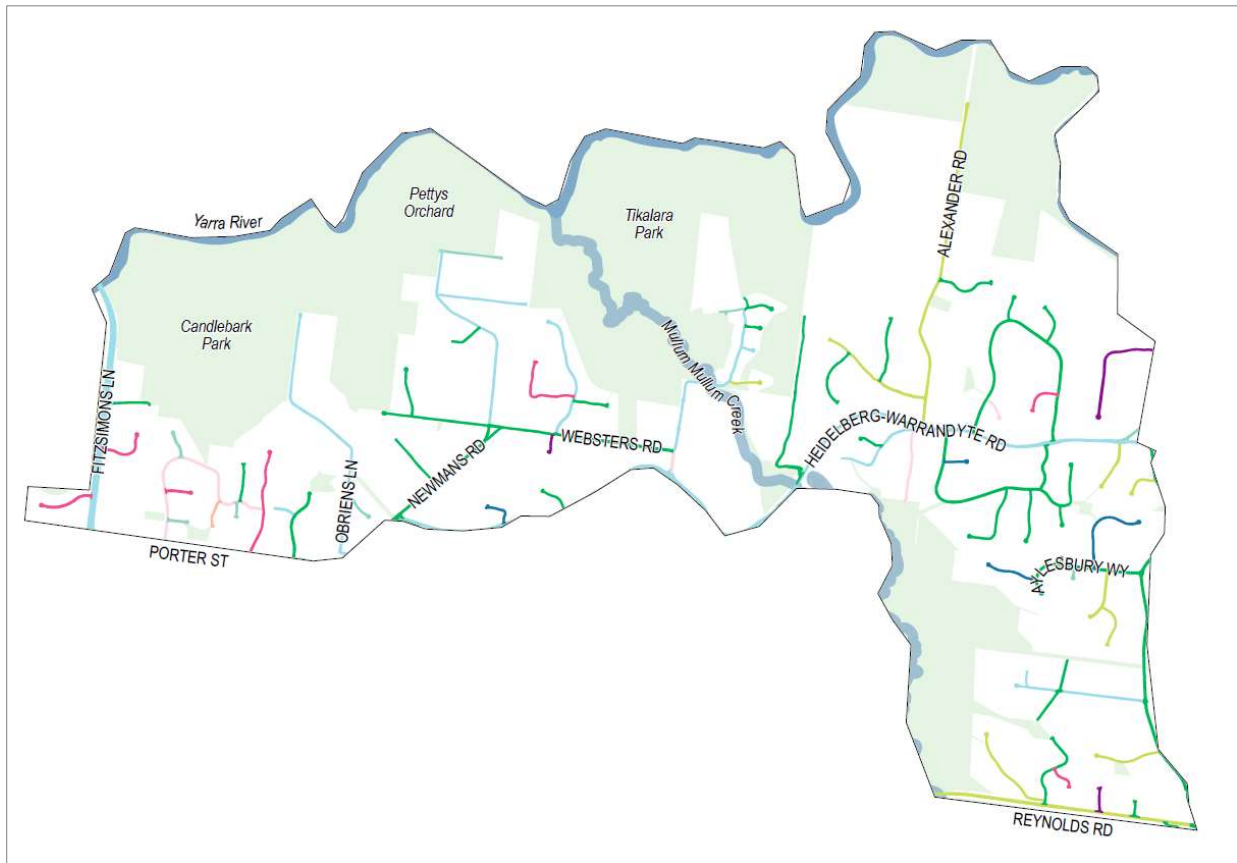 Pettys
Orchard
Yarra River
Tikalara
Park
ALEXANDER RD
Candlebark
Park
Mullum Mullum Creek
FITZSIMONS LN
HEIDELBERG-WARRANDYTE RD
WEBSTERS RD
NEWMANS RD
OBRIENS LN
PORTER ST
AYLESBURY WY
REYNOLDS RD